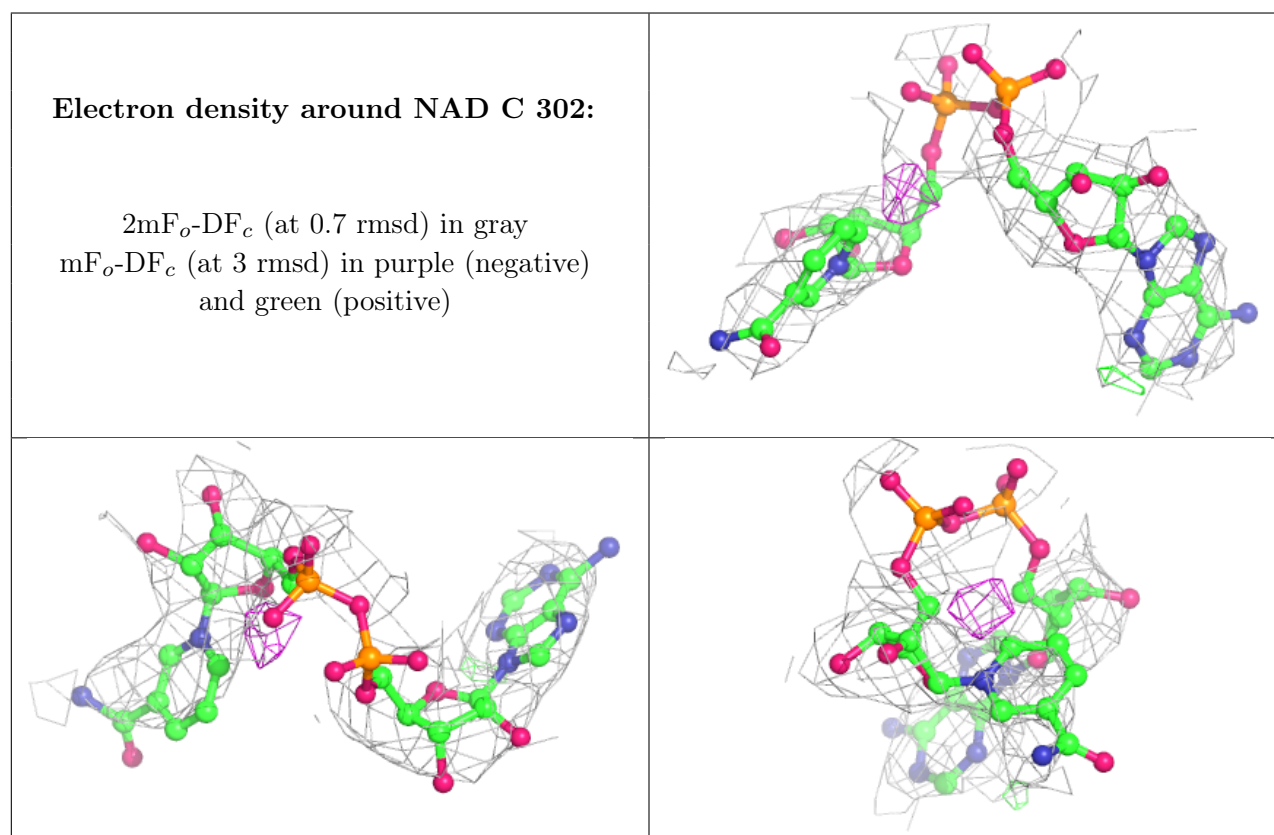 Electron density around NAD C 302:
2mFo-DFc (at 0.7 rmsd) in gray
mFo-DFc (at 3 rmsd) in purple (negative)
and green (positive)